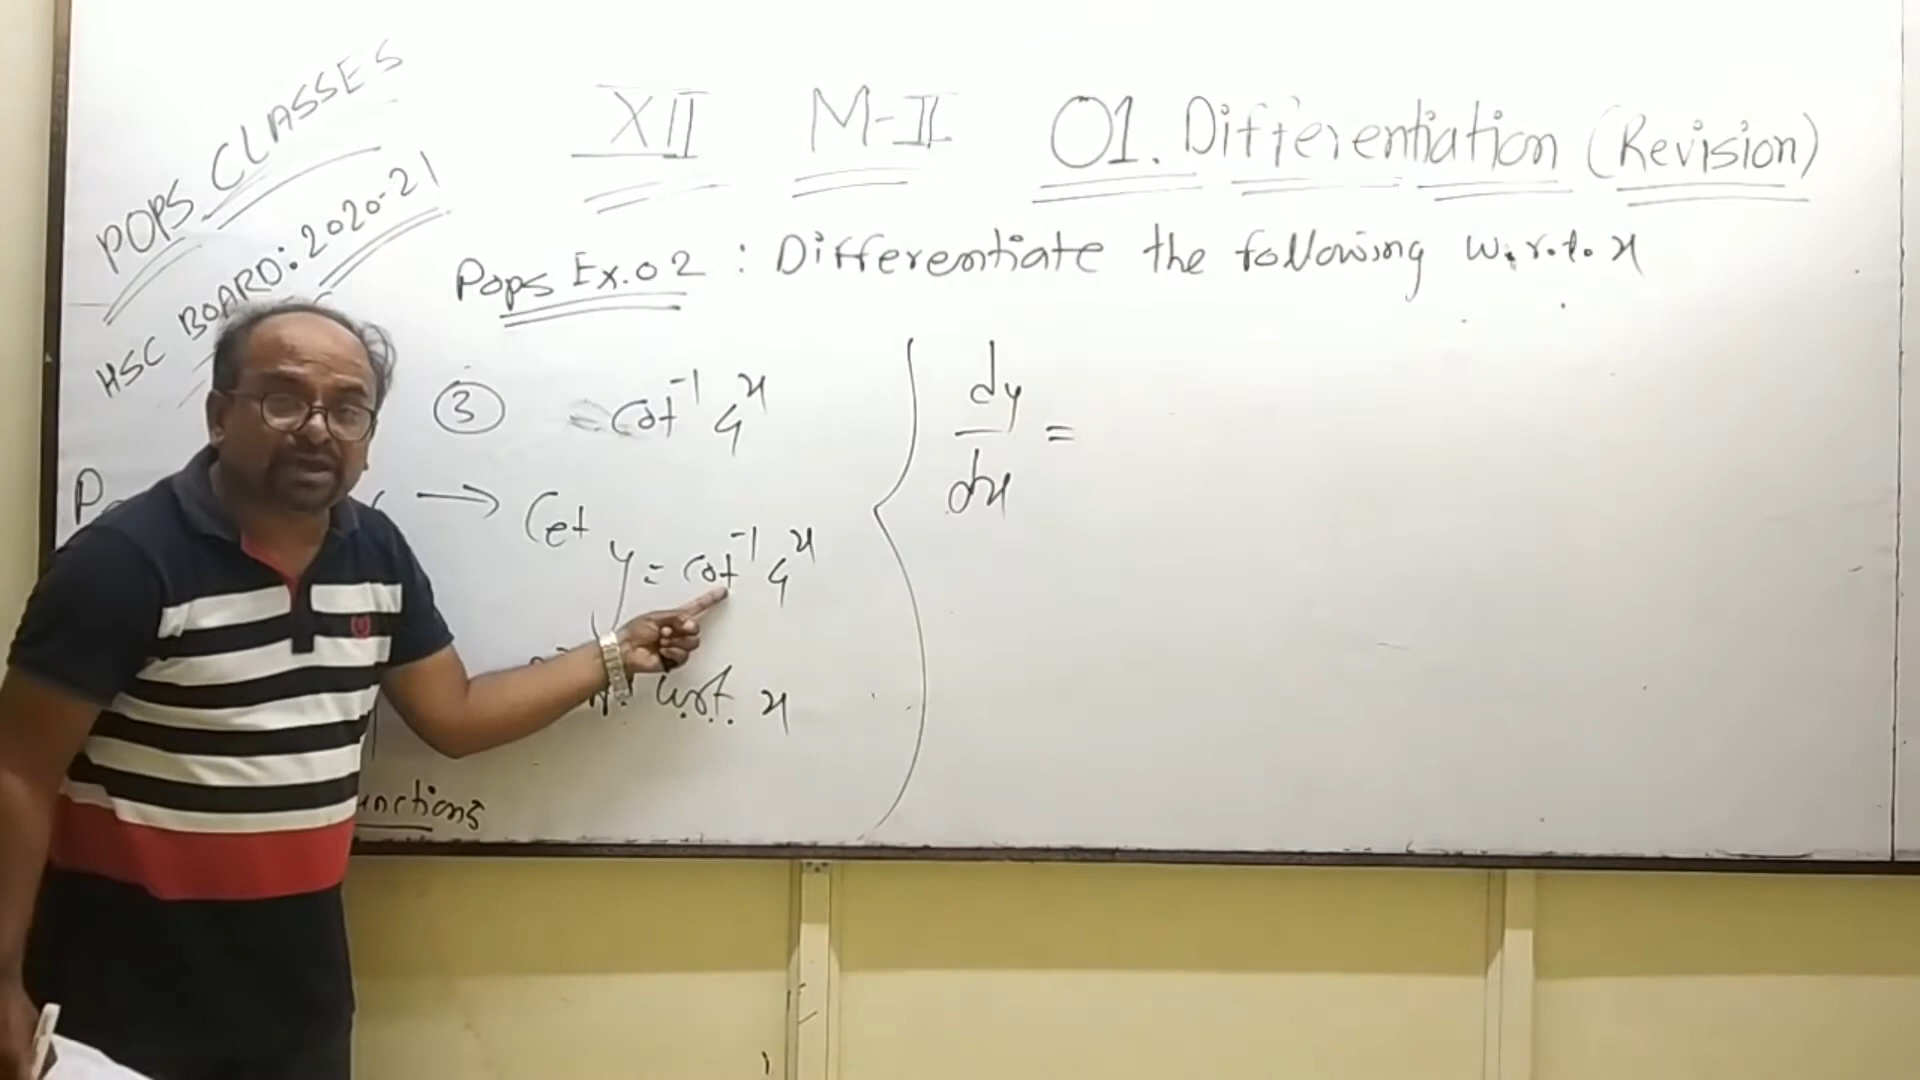 POPS CLASSES
HSC BOARD: 2020-21
XII M-II 01. Differentiation (Revision)
Pops Ex.02 : Differentiate the following w.r.t. x
③ = cot⁻¹ 4ˣ
→ Let
y = cot⁻¹ 4ˣ
w.r.t. x
dy/dx =